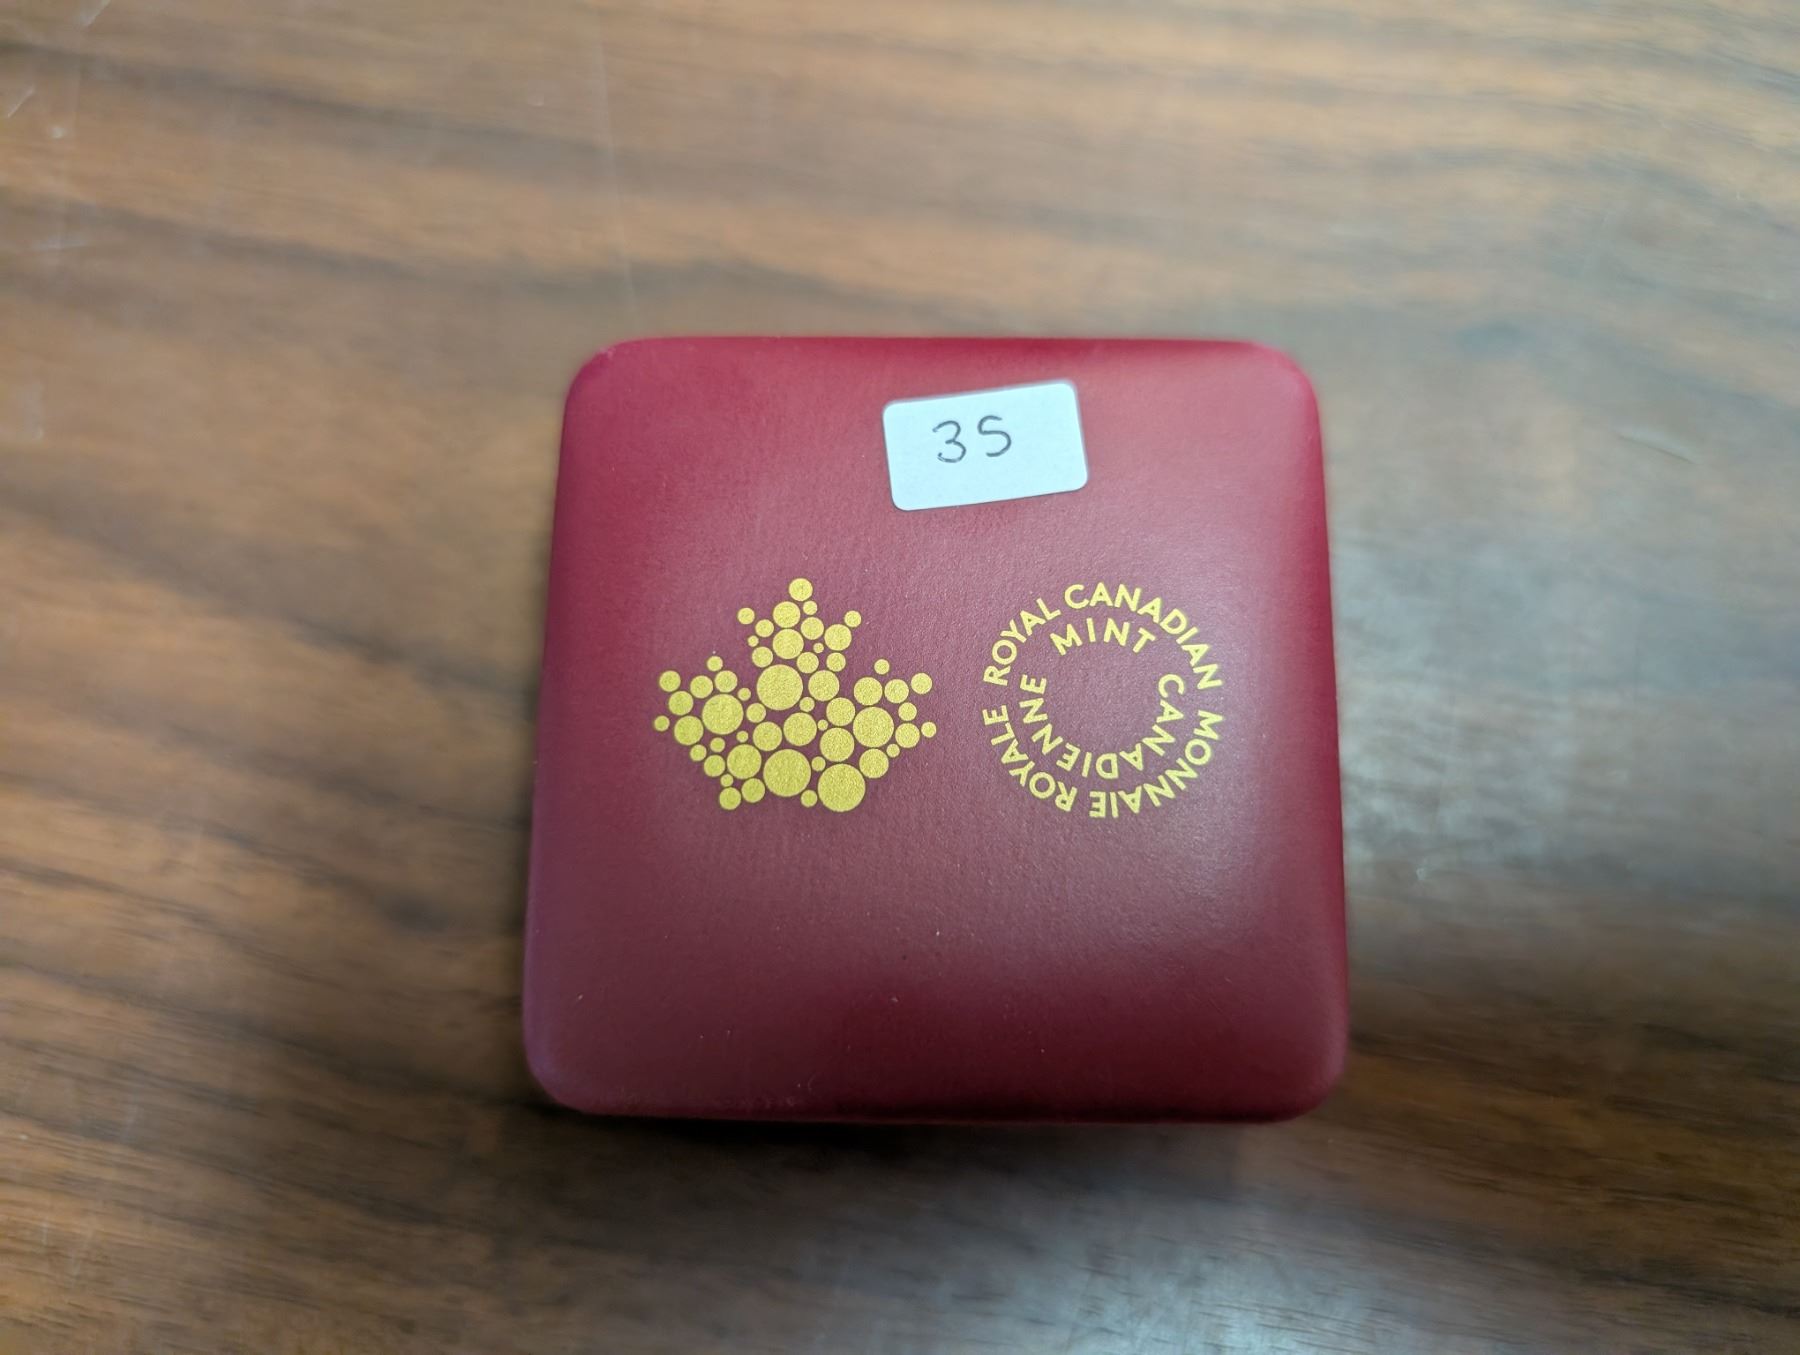 35
ROYAL CANADIAN MINT
MONNAIE ROYALE CANADIENNE